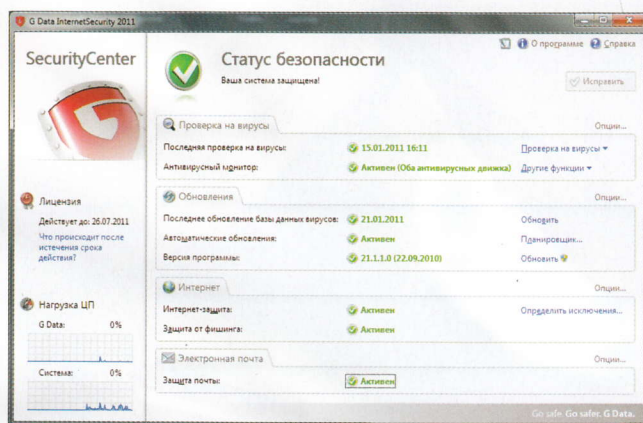 G Data InternetSecurity 2011
О программе Справка
SecurityCenter
Статус безопасности
Ваша система защищена!
Исправить
Проверка на вирусы
Опции...
Последняя проверка на вирусы: 15.01.2011 16:11 Проверка на вирусы
Антивирусный монитор: Активен (Оба антивирусных движка) Другие функции
Лицензия
Действует до: 26.07.2011
Что происходит после
истечения срока
действия?
Обновления
Опции...
Последнее обновление базы данных вирусов: 21.01.2011 Обновить
Автоматические обновления: Активен Планировщик...
Версия программы: 21.1.1.0 (22.09.2010) Обновить
Интернет
Опции...
Интернет-защита: Активен Определить исключения...
Защита от фишинга: Активен
Нагрузка ЦП
G Data: 0%
Система: 0%
Электронная почта
Опции...
Защита почты: Активен
Go safe. Go safer. G Data.